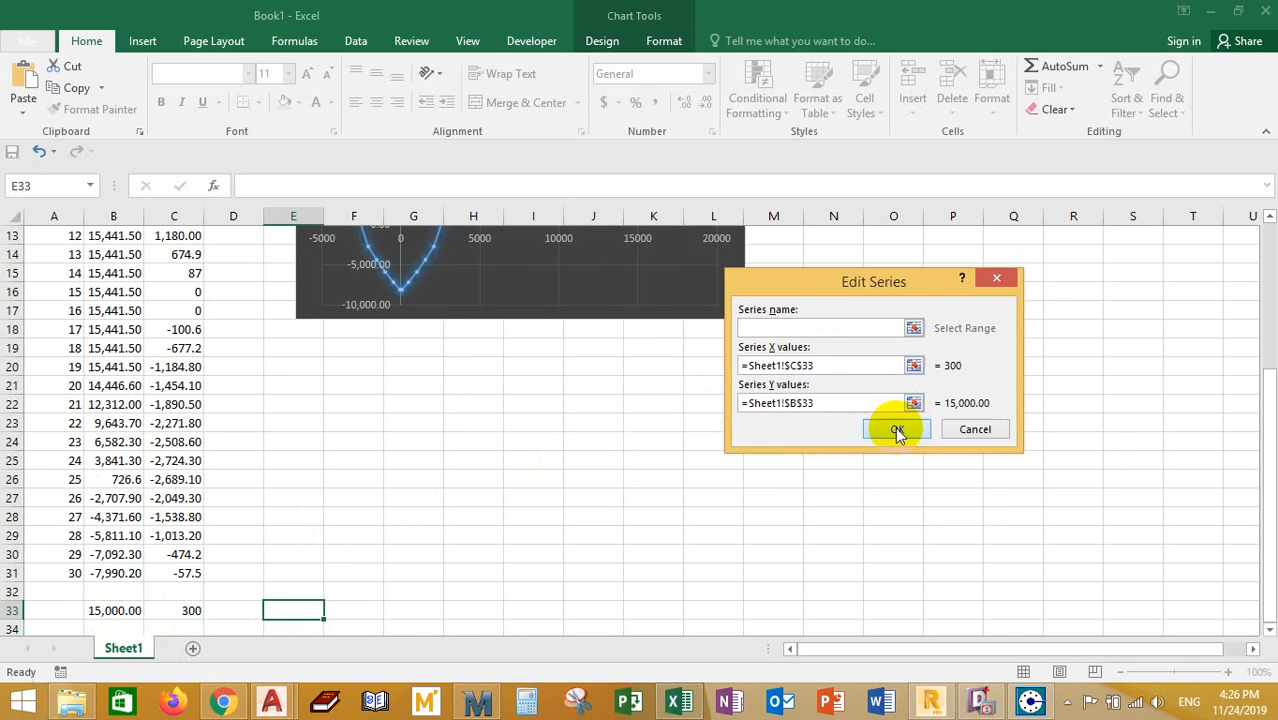 Book1 - Excel
Chart Tools
File
Home
Insert
Page Layout
Formulas
Data
Review
View
Developer
Design
Format
Tell me what you want to do...
Sign in
Share
Paste
Cut
Copy
Format Painter
Clipboard
11
A
A
B
I
U
A
Font
Wrap Text
Merge & Center
Alignment
General
$
%
Number
Conditional
Formatting
Format as
Table
Cell
Styles
Styles
Insert
Delete
Format
Cells
AutoSum
Fill
Clear
Sort &
Filter
Find &
Select
Editing
E33
fx
A B C D E F G H I J K L M N O P Q R S T U
13 12 15,441.50 1,180.00
14 13 15,441.50 674.9
15 14 15,441.50 87
16 15 15,441.50 0
17 16 15,441.50 0
18 17 15,441.50 -100.6
19 18 15,441.50 -677.2
20 19 15,441.50 -1,184.80
21 20 14,446.60 -1,454.10
22 21 12,312.00 -1,890.50
23 22 9,643.70 -2,271.80
24 23 6,582.30 -2,508.60
25 24 3,841.30 -2,724.30
26 25 726.6 -2,689.10
27 26 -2,707.90 -2,049.30
28 27 -4,371.60 -1,538.80
29 28 -5,811.10 -1,013.20
30 29 -7,092.30 -474.2
31 30 -7,990.20 -57.5
32
33 15,000.00 300
34
-5000 0 5000 10000 15000 20000
-5,000.00
-10,000.00
Edit Series
?
Series name:
Select Range
Series X values:
=Sheet1!$C$33 = 300
Series Y values:
=Sheet1!$B$33 = 15,000.00
OK
Cancel
Sheet1
Ready
100%
ENG
4:26 PM
11/24/2019